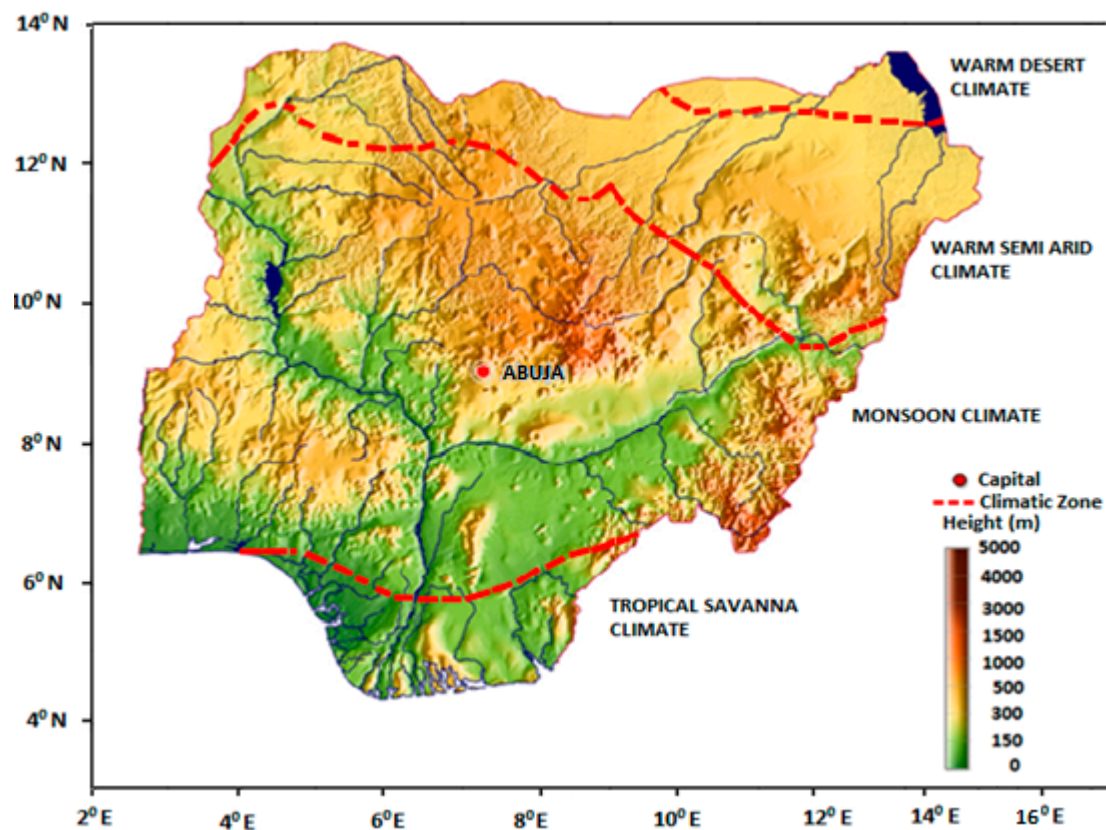 14⁰ N
12⁰ N
10⁰ N
8⁰ N
6⁰ N
4⁰ N
WARM DESERT
CLIMATE
WARM SEMI ARID
CLIMATE
ABUJA
MONSOON CLIMATE
TROPICAL SAVANNA
CLIMATE
Capital
Climatic Zone
Height (m)
5000
4000
3000
1500
1000
500
300
150
0
2⁰ E
4⁰ E
6⁰ E
8⁰ E
10⁰ E
12⁰ E
14⁰ E
16⁰ E